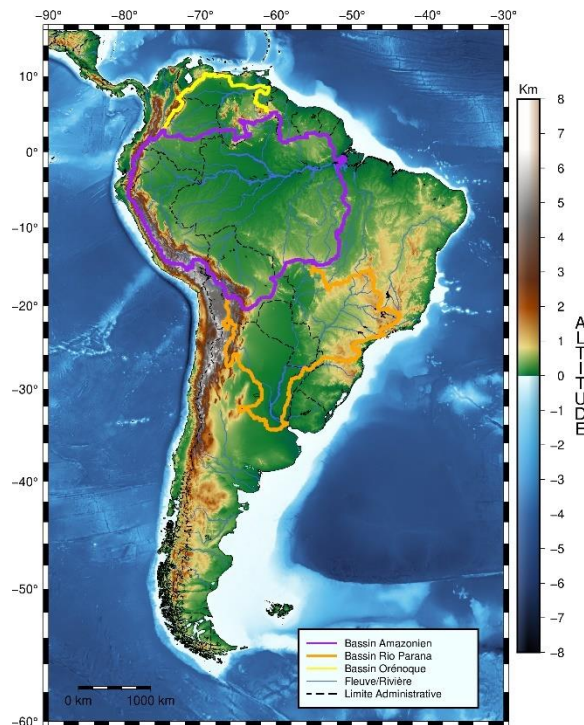 −90° −80° −70° −60° −50° −40° −30°
10°
0°
−10°
−20°
−30°
−40°
−50°
−60°
Km
8
7
6
5
4
3
2
1
0
−1
−2
−3
−4
−5
−6
−7
−8
ALTITUDE
Bassin Amazonien
Bassin Rio Parana
Bassin Orénoque
Fleuve/Rivière
Limite Administrative
0 km 1000 km